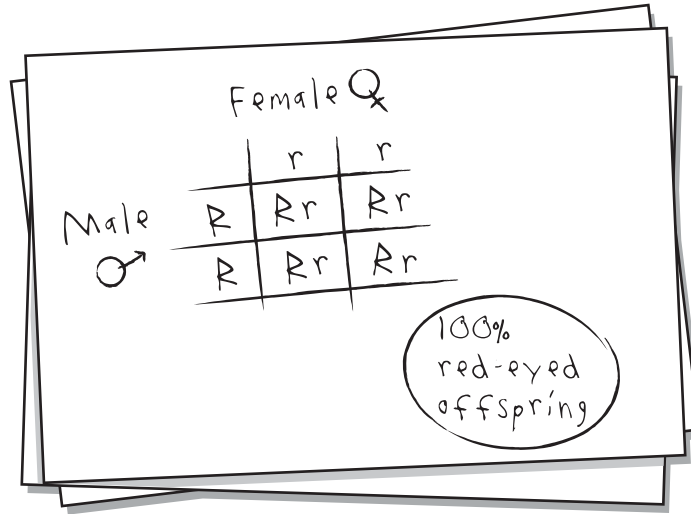 Female ♀
r r
Male ♂
R Rr Rr
R Rr Rr
100%
red-eyed
offspring